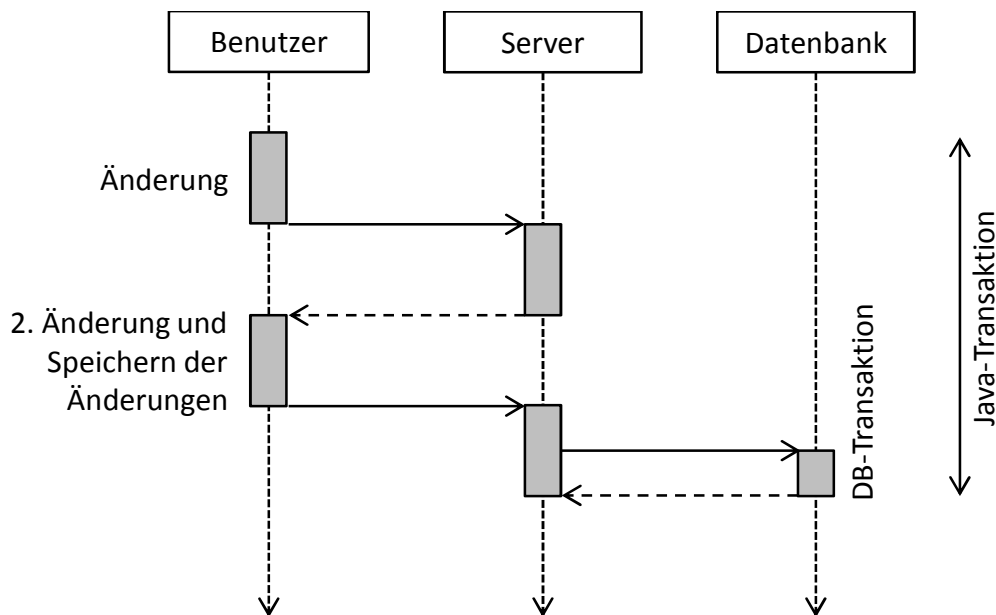 Benutzer
Server
Datenbank
Änderung
2. Änderung und
Speichern der
Änderungen
DB-Transaktion
Java-Transaktion